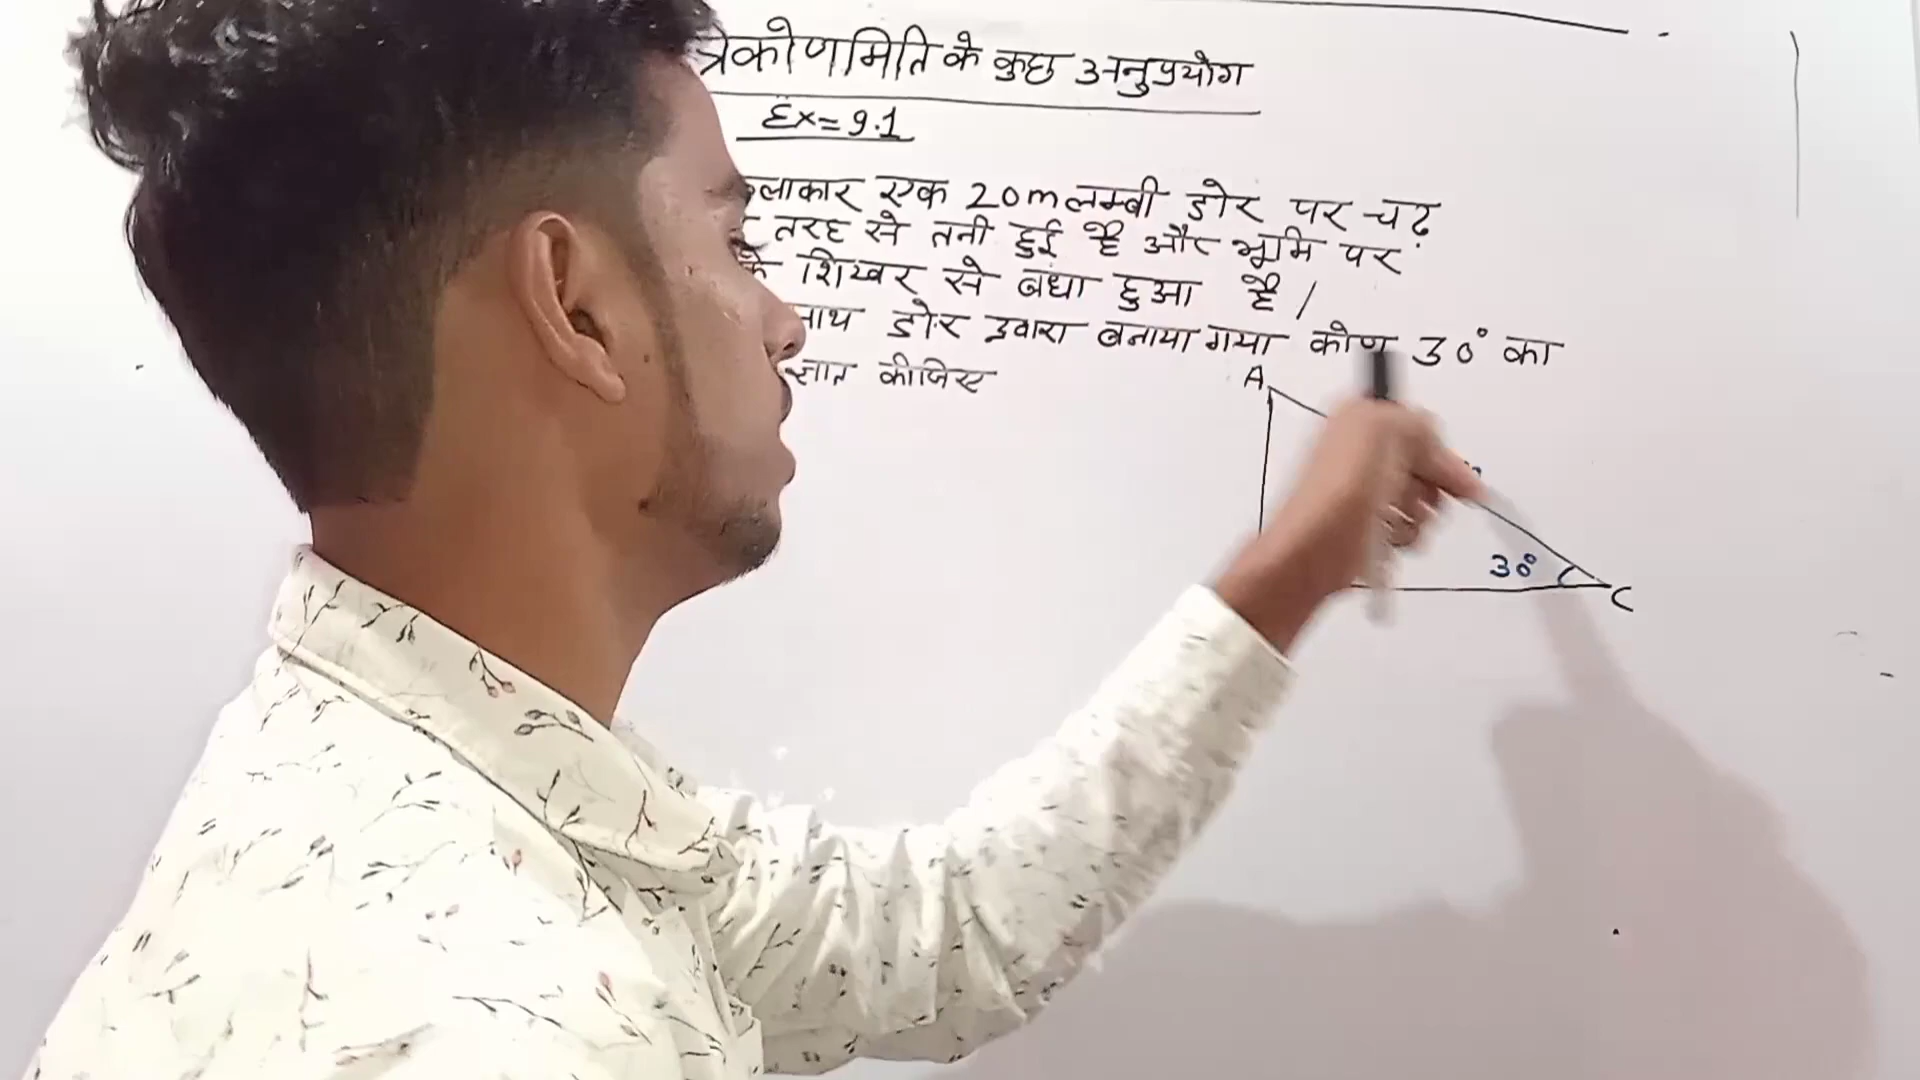 त्रिकोणमिति के कुछ अनुप्रयोग
Ex=9.1
कलाकार एक 20m लम्बी डोर पर चढ़
तरह से तनी हुई है और भूमि पर
के शिखर से बंधा हुआ है।
साथ डोर द्वारा बनाया गया कोण 30° का
ज्ञात कीजिए
A
30°
C